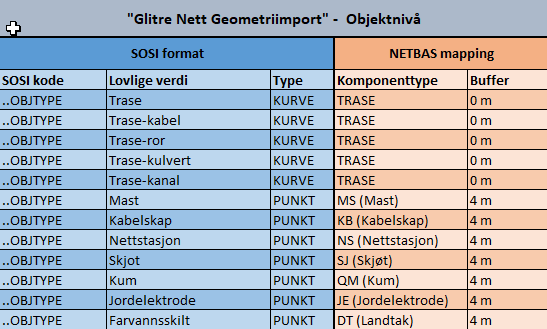 "Glitre Nett Geometriimport" - Objektnivå
SOSI format NETBAS mapping
SOSI kode Lovlige verdi Type Komponenttype Buffer
..OBJTYPE Trase KURVE TRASE 0 m
..OBJTYPE Trase-kabel KURVE TRASE 0 m
..OBJTYPE Trase-ror KURVE TRASE 0 m
..OBJTYPE Trase-kulvert KURVE TRASE 0 m
..OBJTYPE Trase-kanal KURVE TRASE 0 m
..OBJTYPE Mast PUNKT MS (Mast) 4 m
..OBJTYPE Kabelskap PUNKT KB (Kabelskap) 4 m
..OBJTYPE Nettstasjon PUNKT NS (Nettstasjon) 4 m
..OBJTYPE Skjot PUNKT SJ (Skjøt) 4 m
..OBJTYPE Kum PUNKT QM (Kum) 4 m
..OBJTYPE Jordelektrode PUNKT JE (Jordelektrode) 4 m
..OBJTYPE Farvannsskilt PUNKT DT (Landtak) 4 m